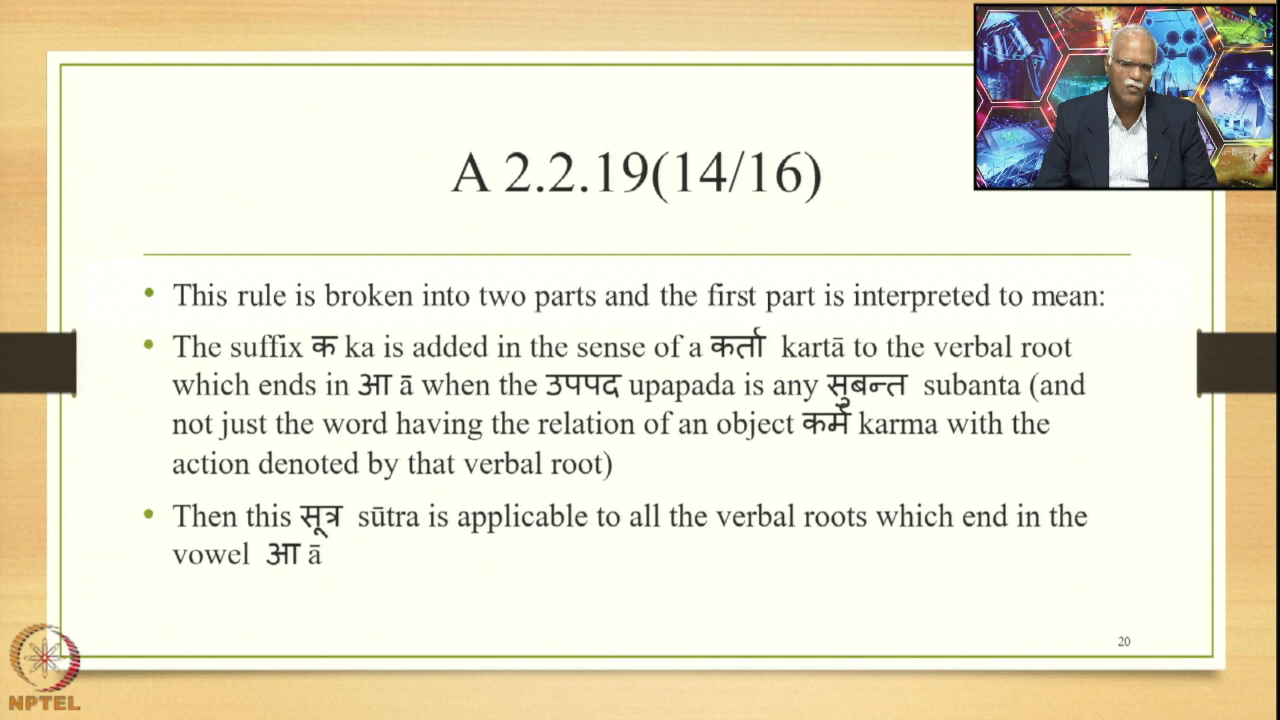 A 2.2.19(14/16)
• This rule is broken into two parts and the first part is interpreted to mean:
• The suffix क ka is added in the sense of a कर्ता kartā to the verbal root
which ends in आ ā when the उपपद upapada is any सुबन्त subanta (and
not just the word having the relation of an object कर्म karma with the
action denoted by that verbal root)
• Then this सूत्र sūtra is applicable to all the verbal roots which end in the
vowel आ ā
20
NPTEL